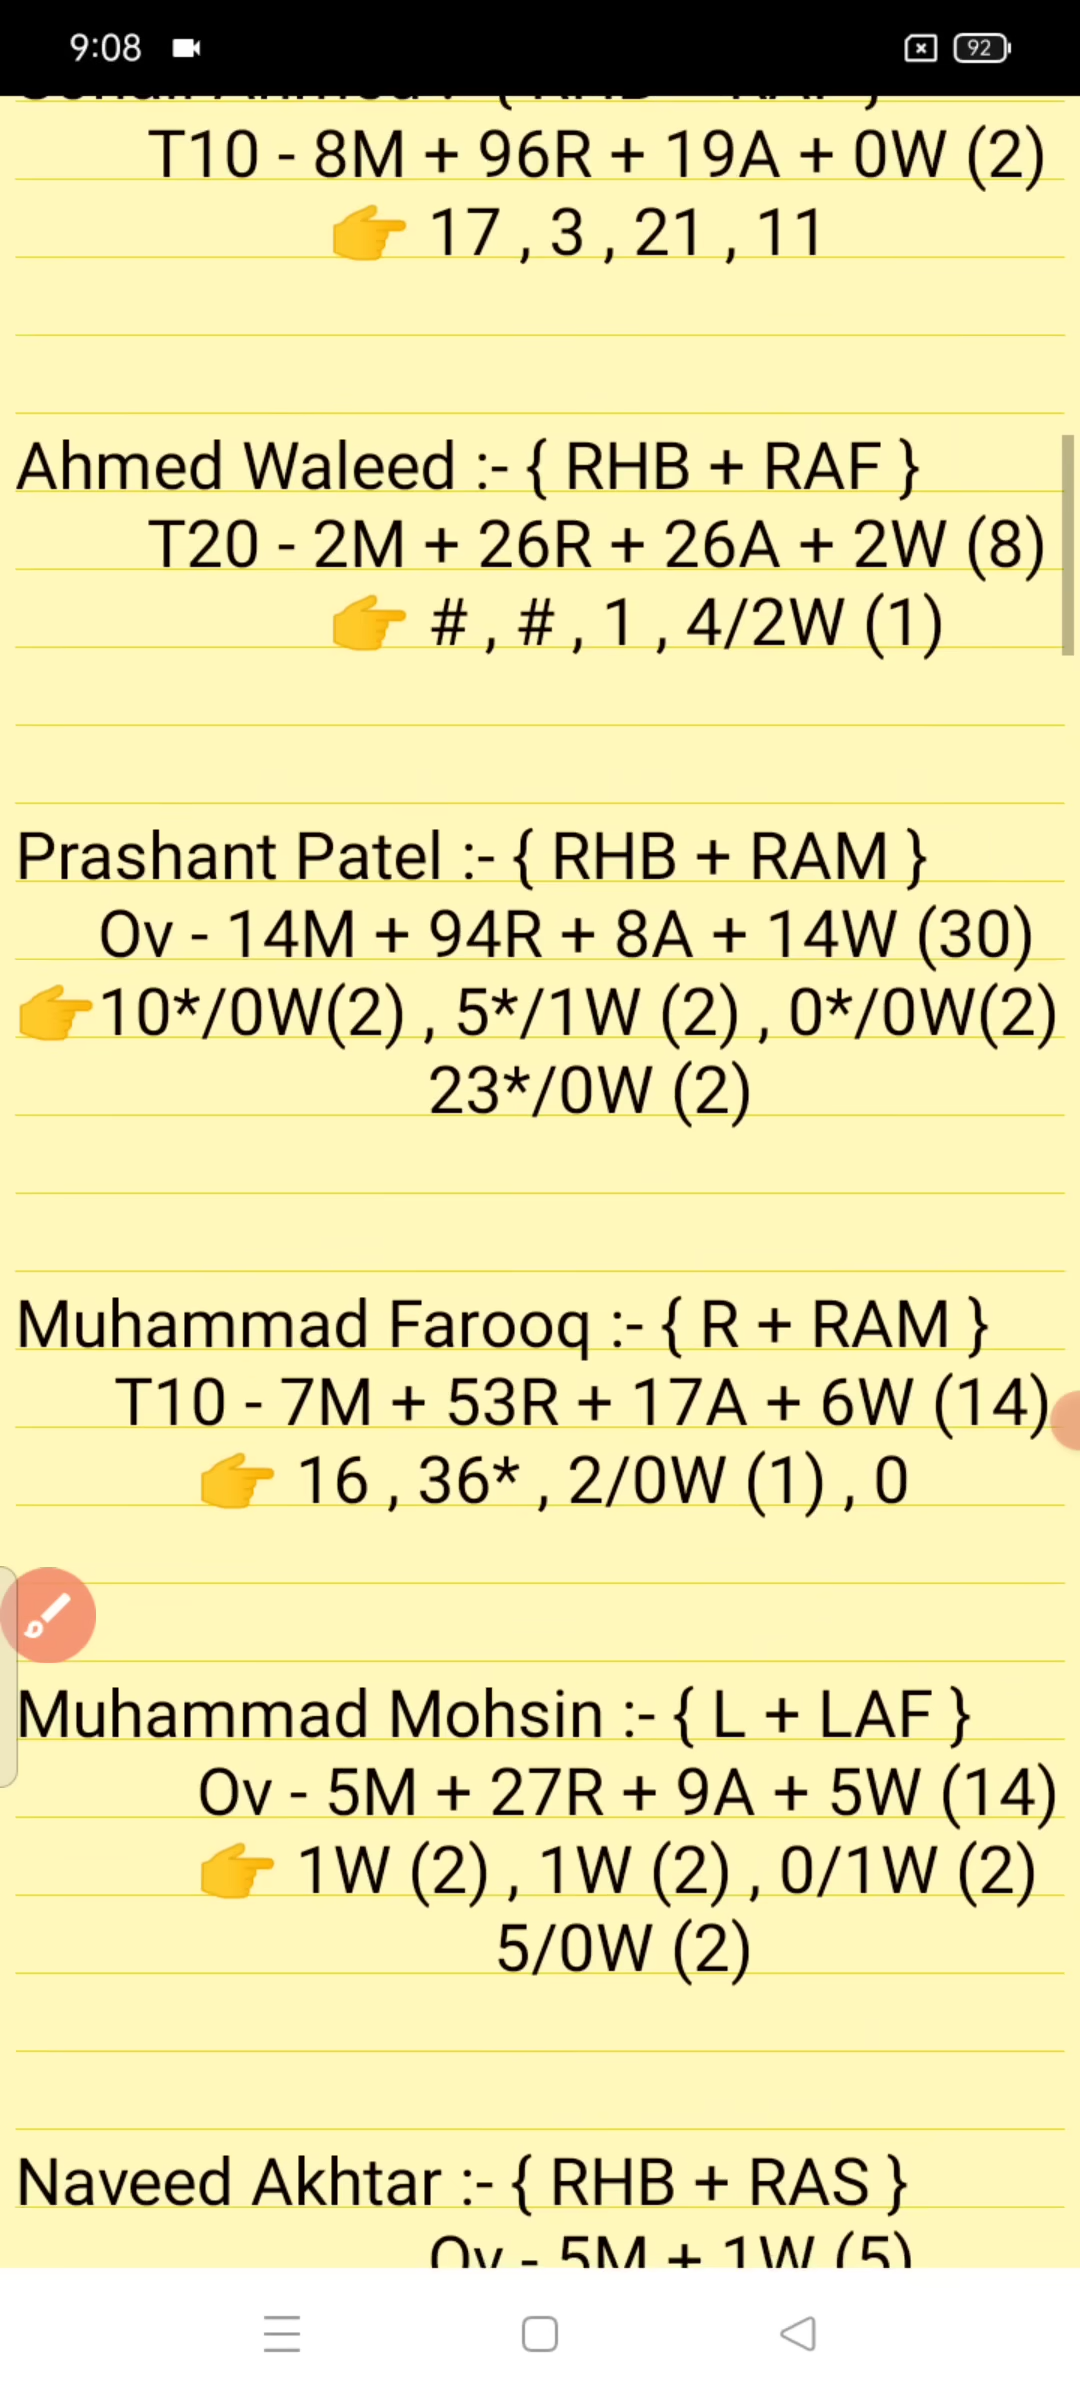 9:08
92
T10 - 8M + 96R + 19A + 0W (2)
👉 17 , 3 , 21 , 11
Ahmed Waleed :- { RHB + RAF }
T20 - 2M + 26R + 26A + 2W (8)
👉 # , # , 1 , 4/2W (1)
Prashant Patel :- { RHB + RAM }
Ov - 14M + 94R + 8A + 14W (30)
👉10*/0W(2) , 5*/1W (2) , 0*/0W(2)
23*/0W (2)
Muhammad Farooq :- { R + RAM }
T10 - 7M + 53R + 17A + 6W (14)
👉 16 , 36* , 2/0W (1) , 0
Muhammad Mohsin :- { L + LAF }
Ov - 5M + 27R + 9A + 5W (14)
👉 1W (2) , 1W (2) , 0/1W (2)
5/0W (2)
Naveed Akhtar :- { RHB + RAS }
Ov - 5M + 1W (5)